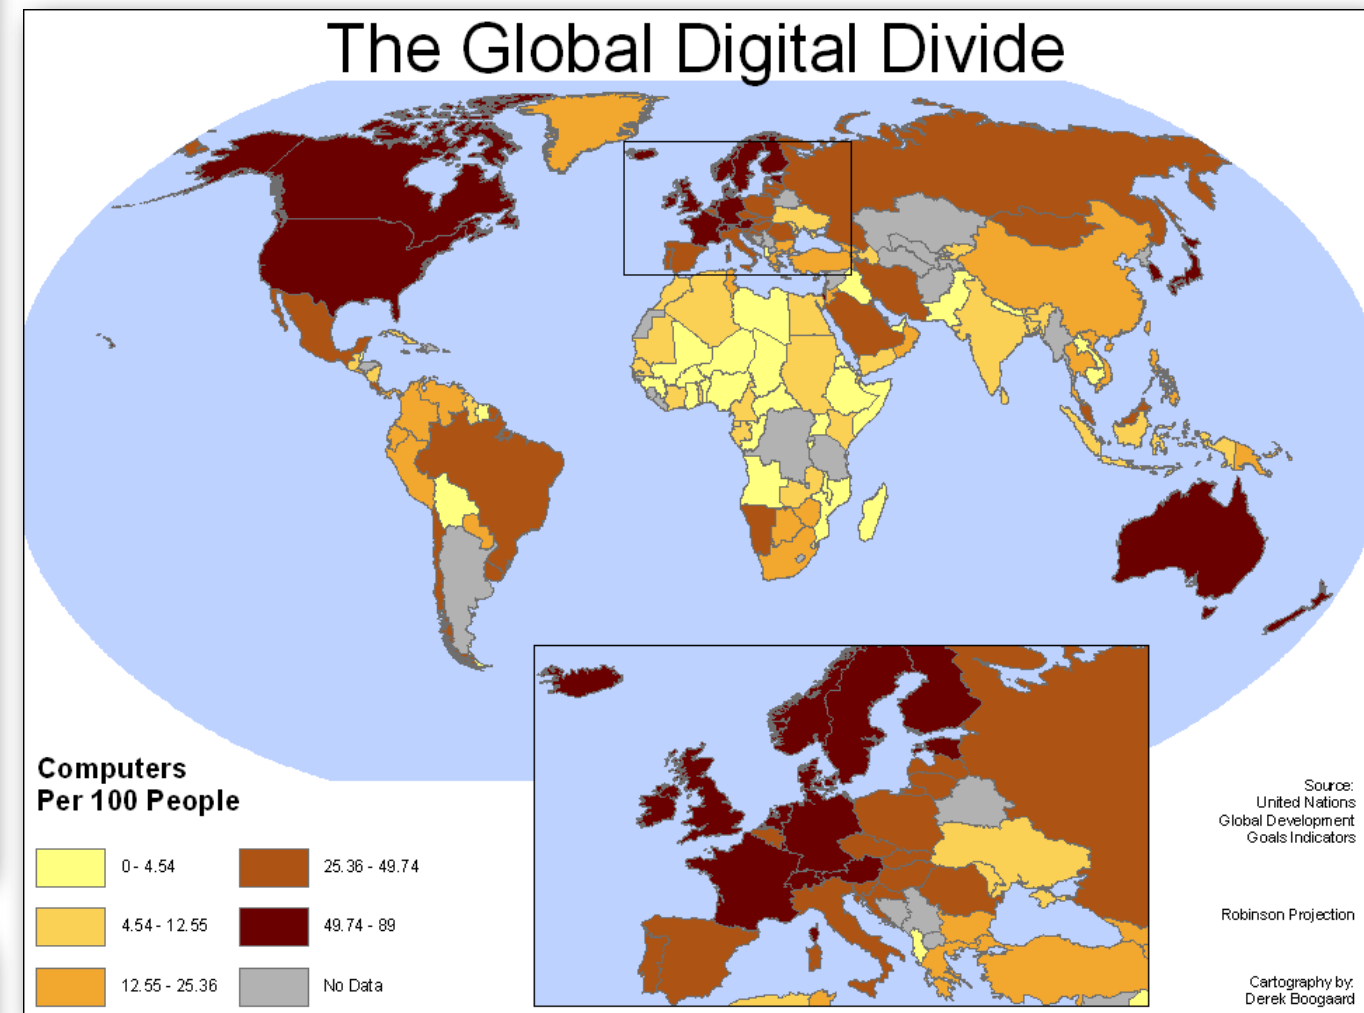 The Global Digital Divide
Computers
Per 100 People
0 - 4.54
25.36 - 49.74
4.54 - 12.55
49.74 - 89
12.55 - 25.36
No Data
Source:
United Nations
Global Development
Goals Indicators
Robinson Projection
Cartography by:
Derek Boogaard